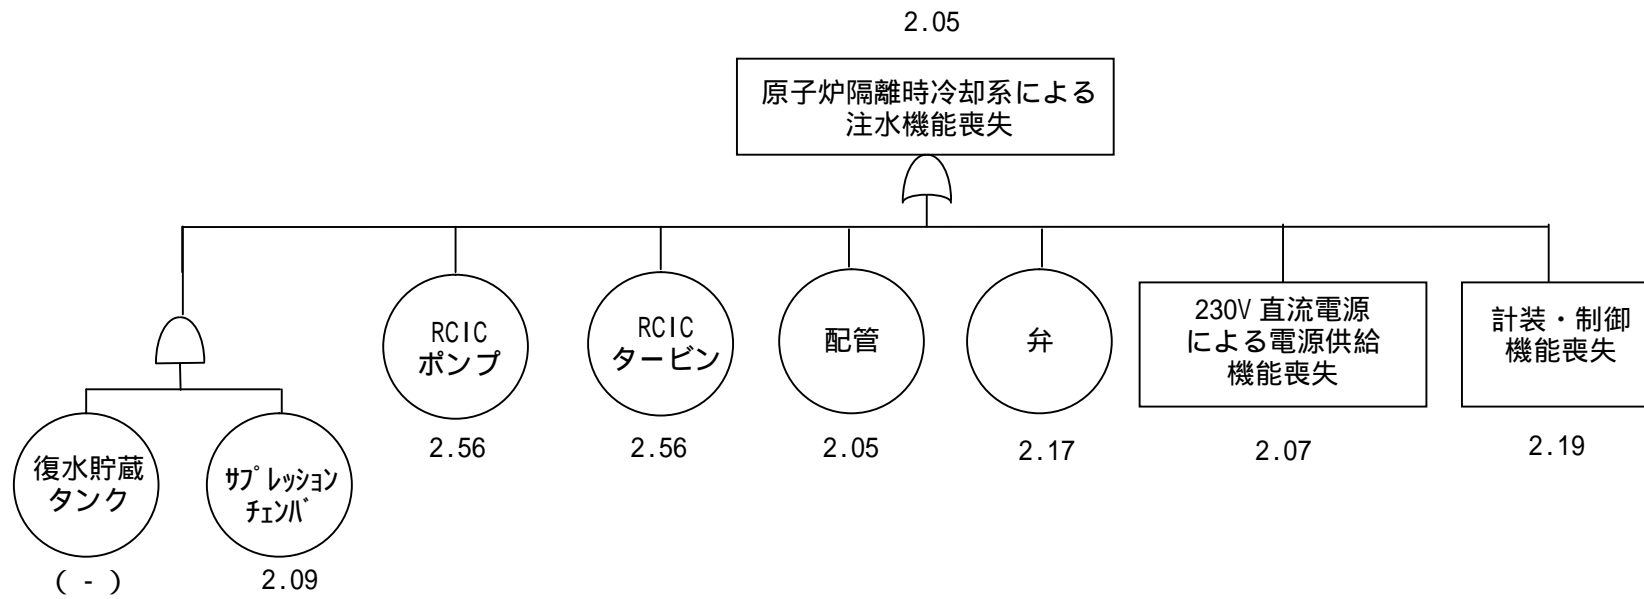 2.05
原子炉隔離時冷却系による
注水機能喪失
RCIC
ポンプ
2.56
RCIC
タービン
2.56
配管
2.05
弁
2.17
230V 直流電源
による電源供給
機能喪失
2.07
計装・制御
機能喪失
2.19
復水貯蔵
タンク
( - )
ｻﾌﾟﾚｯｼｮﾝ
ﾁｪﾝﾊﾞ
2.09